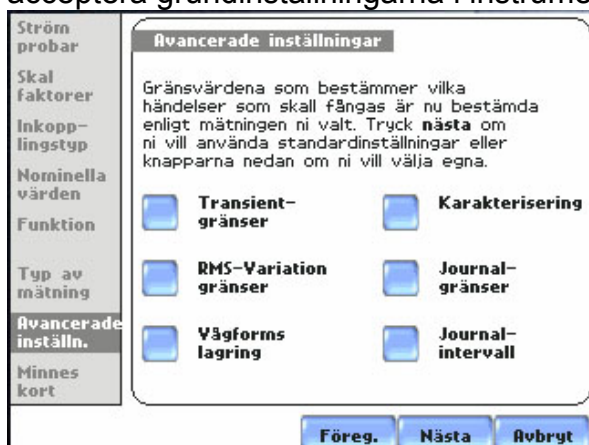 acceptera grundinställningarna i instrume
Ström
probar
Skal
faktorer
Inkopp-
lingstyp
Nominella
värden
Funktion
Typ av
mätning
Avancerade
inställn.
Minnes
kort
Avancerade inställningar
Gränsvärdena som bestämmer vilka
händelser som skall fångas är nu bestämda
enligt mätningen ni valt. Tryck nästa om
ni vill använda standardinställningar eller
knapparna nedan om ni vill välja egna.
Transient-
gränser
Karakterisering
RMS-Variation
gränser
Journal-
gränser
Vågforms
lagring
Journal-
intervall
Föreg.
Nästa
Avbryt